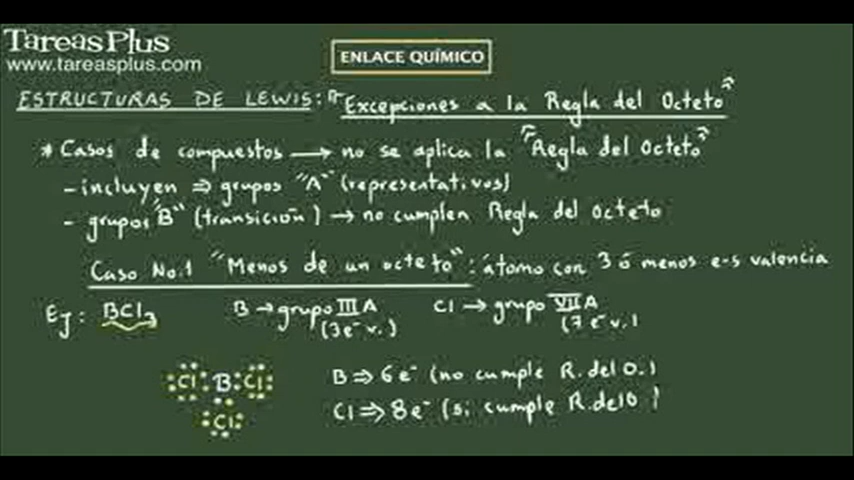 TareasPlus
www.tareasplus.com
ENLACE QUÍMICO
ESTRUCTURAS DE LEWIS: "Excepciones a la Regla del Octeto"
* Casos de compuestos → no se aplica la "Regla del Octeto"
- incluyen ⇒ grupos "A" (representativos)
- grupos "B" (transición) → no cumplen Regla del Octeto
Caso No.1 "Menos de un octeto": átomo con 3 ó menos e-s valencia
Ej: BCl3 B → grupo III A Cl → grupo VII A
(3e- v.) (7e- v.)
Cl B Cl B ⇒ 6e- (no cumple R. del O.)
Cl Cl ⇒ 8e- (si cumple R. del O )